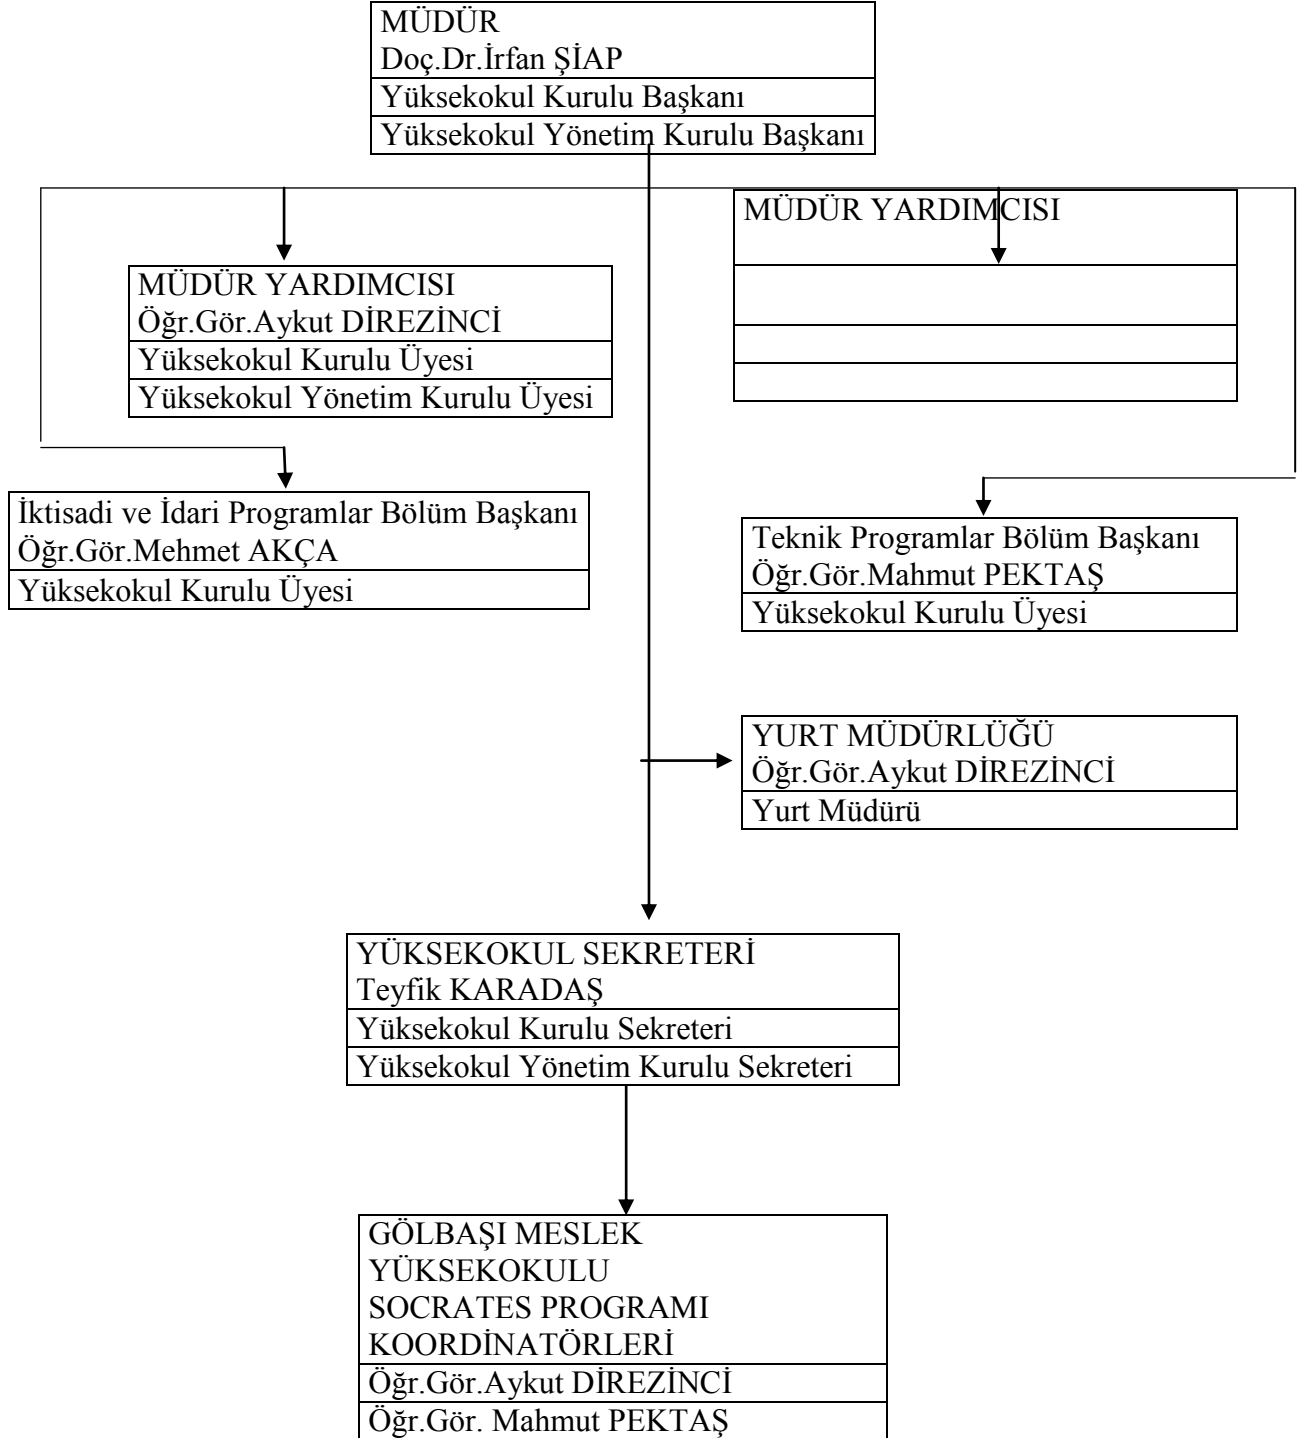 MÜDÜR
Doç.Dr.İrfan ŞİAP
Yüksekokul Kurulu Başkanı
Yüksekokul Yönetim Kurulu Başkanı
MÜDÜR YARDIMCISI
MÜDÜR YARDIMCISI
Öğr.Gör.Aykut DİREZİNCİ
Yüksekokul Kurulu Üyesi
Yüksekokul Yönetim Kurulu Üyesi
İktisadi ve İdari Programlar Bölüm Başkanı
Öğr.Gör.Mehmet AKÇA
Yüksekokul Kurulu Üyesi
Teknik Programlar Bölüm Başkanı
Öğr.Gör.Mahmut PEKTAŞ
Yüksekokul Kurulu Üyesi
YURT MÜDÜRLÜĞÜ
Öğr.Gör.Aykut DİREZİNCİ
Yurt Müdürü
YÜKSEKOKUL SEKRETERİ
Teyfik KARADAŞ
Yüksekokul Kurulu Sekreteri
Yüksekokul Yönetim Kurulu Sekreteri
GÖLBAŞI MESLEK
YÜKSEKOKULU
SOCRATES PROGRAMI
KOORDİNATÖRLERİ
Öğr.Gör.Aykut DİREZİNCİ
Öğr.Gör. Mahmut PEKTAŞ